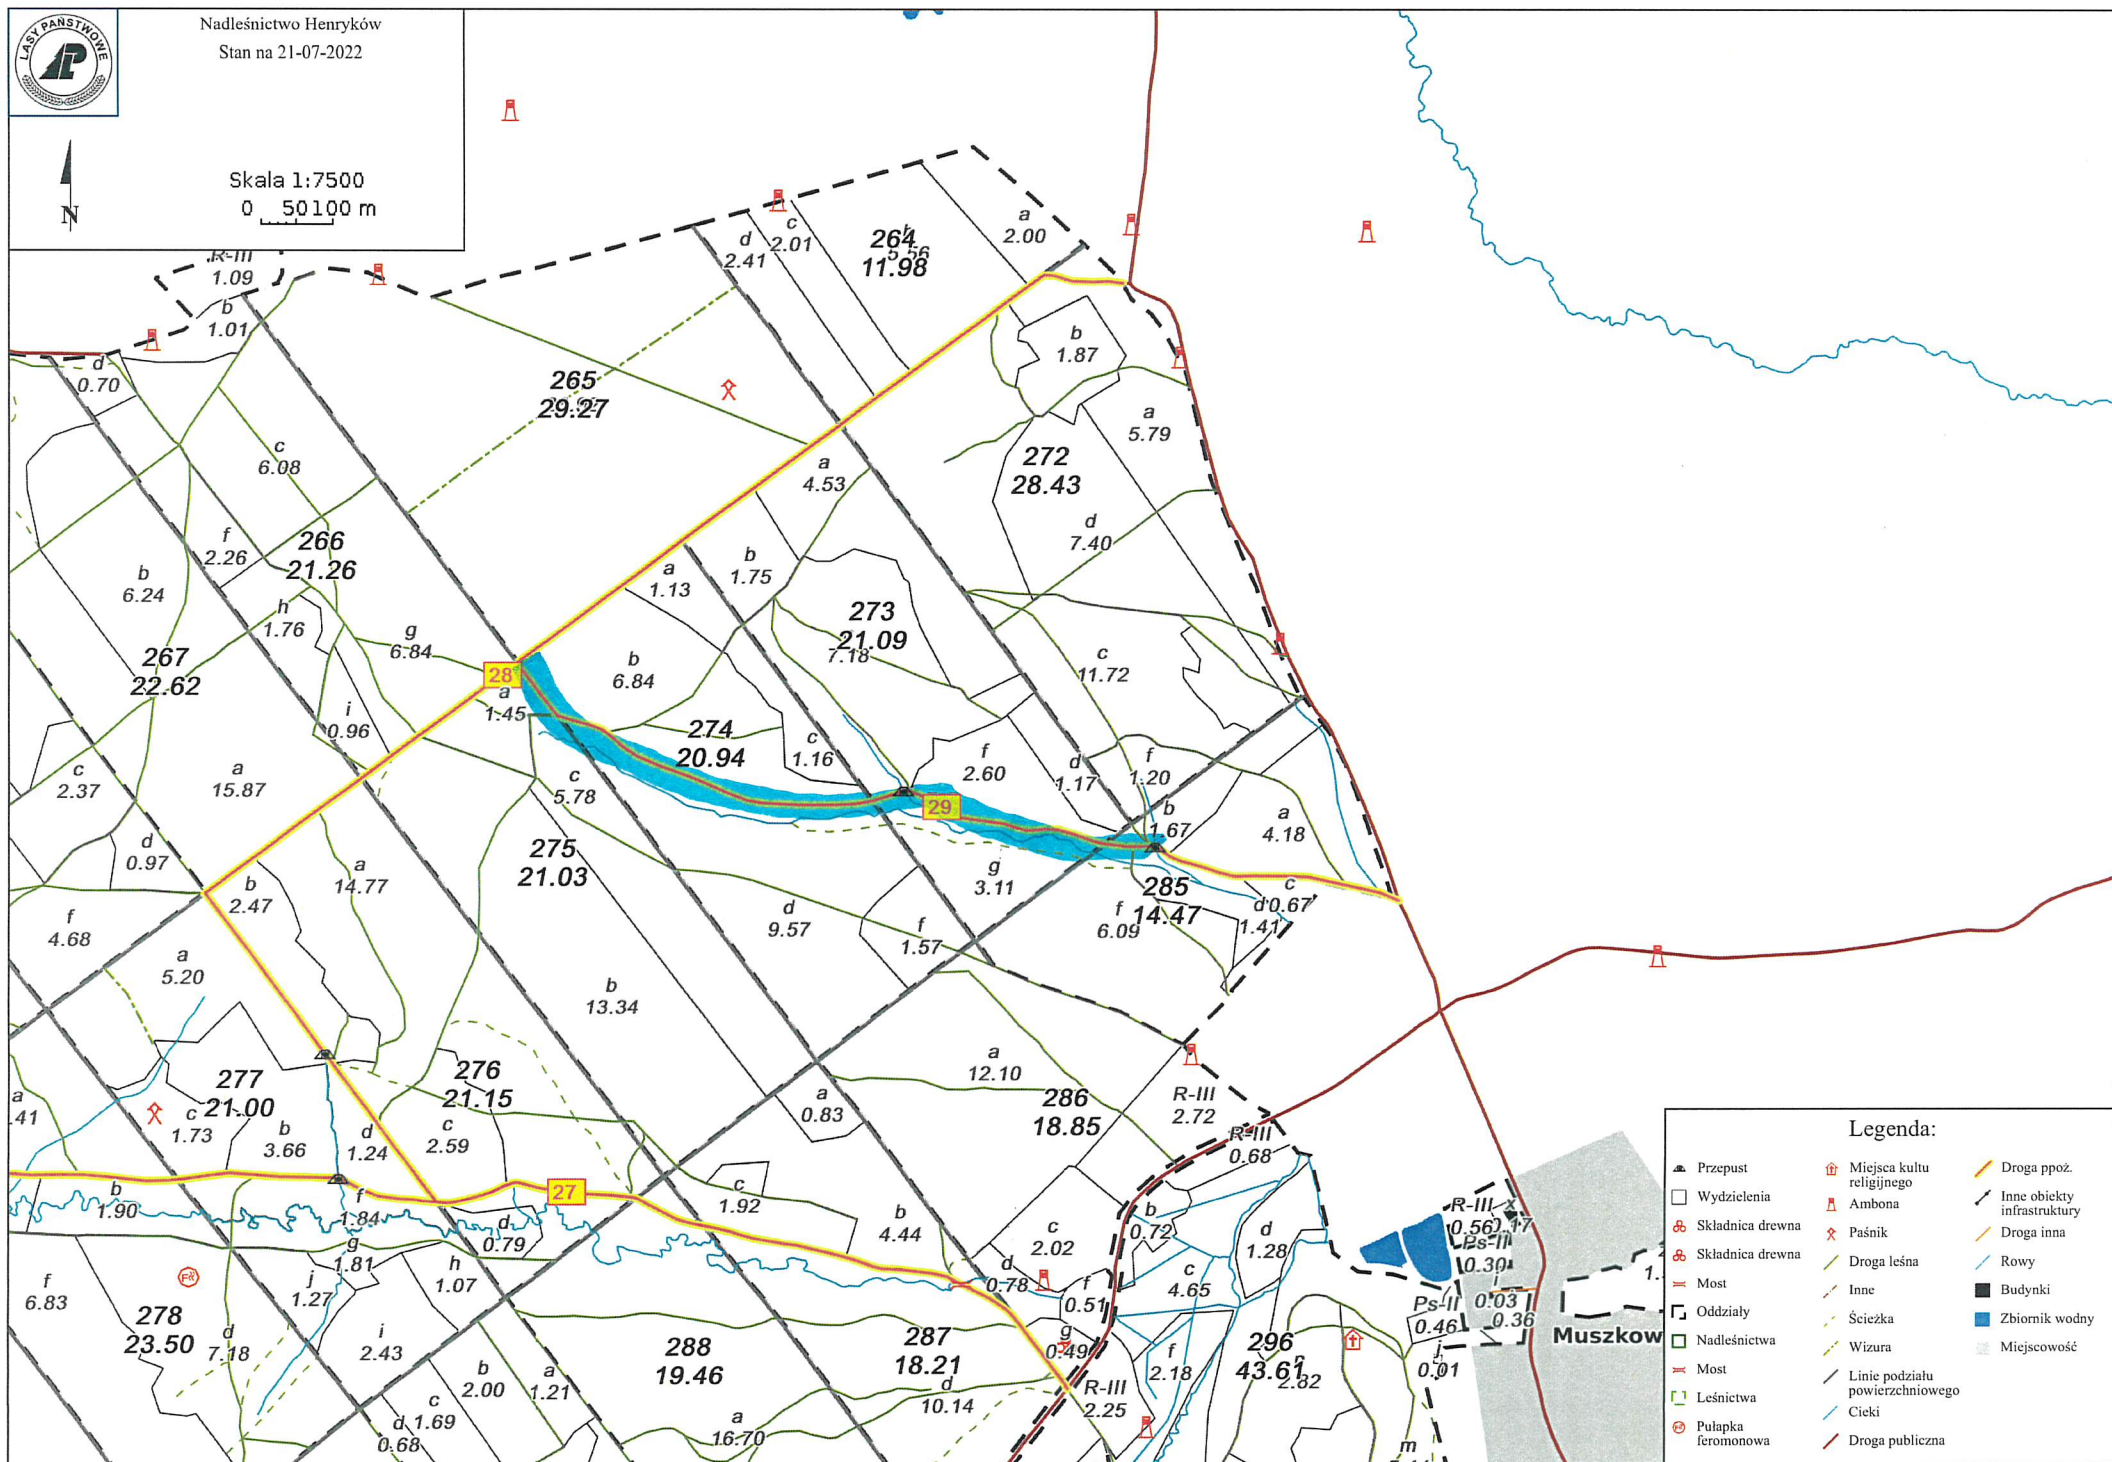 LASY PAŃSTWOWE
Nadleśnictwo Henryków
Stan na 21-07-2022
Skala 1:7500
0 50100 m
N
R-III
1.09
b
1.01
d
0.70
d
2.41
c
2.01
264
11.98
a
2.00
b
1.87
265
29.27
a
5.79
c
6.08
a
4.53
272
28.43
d
7.40
f
2.26
266
21.26
b
6.24
h
1.76
a
1.13
b
1.75
273
21.09
7.18
g
6.84
267
22.62
b
6.84
c
11.72
28
a
1.45
i
0.96
274
20.94
c
1.16
f
2.60
d
1.17
f
1.20
c
2.37
a
15.87
c
5.78
29
b
1.67
a
4.18
d
0.97
275
21.03
b
2.47
a
14.77
g
3.11
285
14.47
c
0.67
d
1.41
f
4.68
d
9.57
f
1.57
f
6.09
a
5.20
b
13.34
a
12.10
277
21.00
276
21.15
a
0.83
286
18.85
R-III
2.72
a
.41
c
1.73
b
3.66
d
1.24
c
2.59
R-III
0.68
27
b
1.90
f
1.84
c
1.92
b
4.44
b
0.72
d
1.28
R-III
0.56
x
0.17
d
0.79
c
2.02
Ps-II
0.30
g
1.81
h
1.07
d
0.78
c
4.65
f
6.83
j
1.27
f
0.51
Ps-II
0.46
0.03
0.36
278
23.50
d
7.18
i
2.43
288
19.46
287
18.21
g
0.49
f
2.18
296
43.61
2.82
0.01
Muszkow
b
2.00
a
1.21
d
10.14
R-III
2.25
c
1.69
d
0.68
a
16.70
m
Legenda:
Przepust
Wydzielenia
Składnica drewna
Składnica drewna
Most
Oddziały
Nadleśnictwa
Most
Leśnictwa
Pułapka
feromonowa
Miejsca kultu
religijnego
Ambona
Paśnik
Droga leśna
Inne
Ścieżka
Wizura
Linie podziału
powierzchniowego
Cieki
Droga publiczna
Droga ppoż.
Inne obiekty
infrastruktury
Droga inna
Rowy
Budynki
Zbiornik wodny
Miejscowość